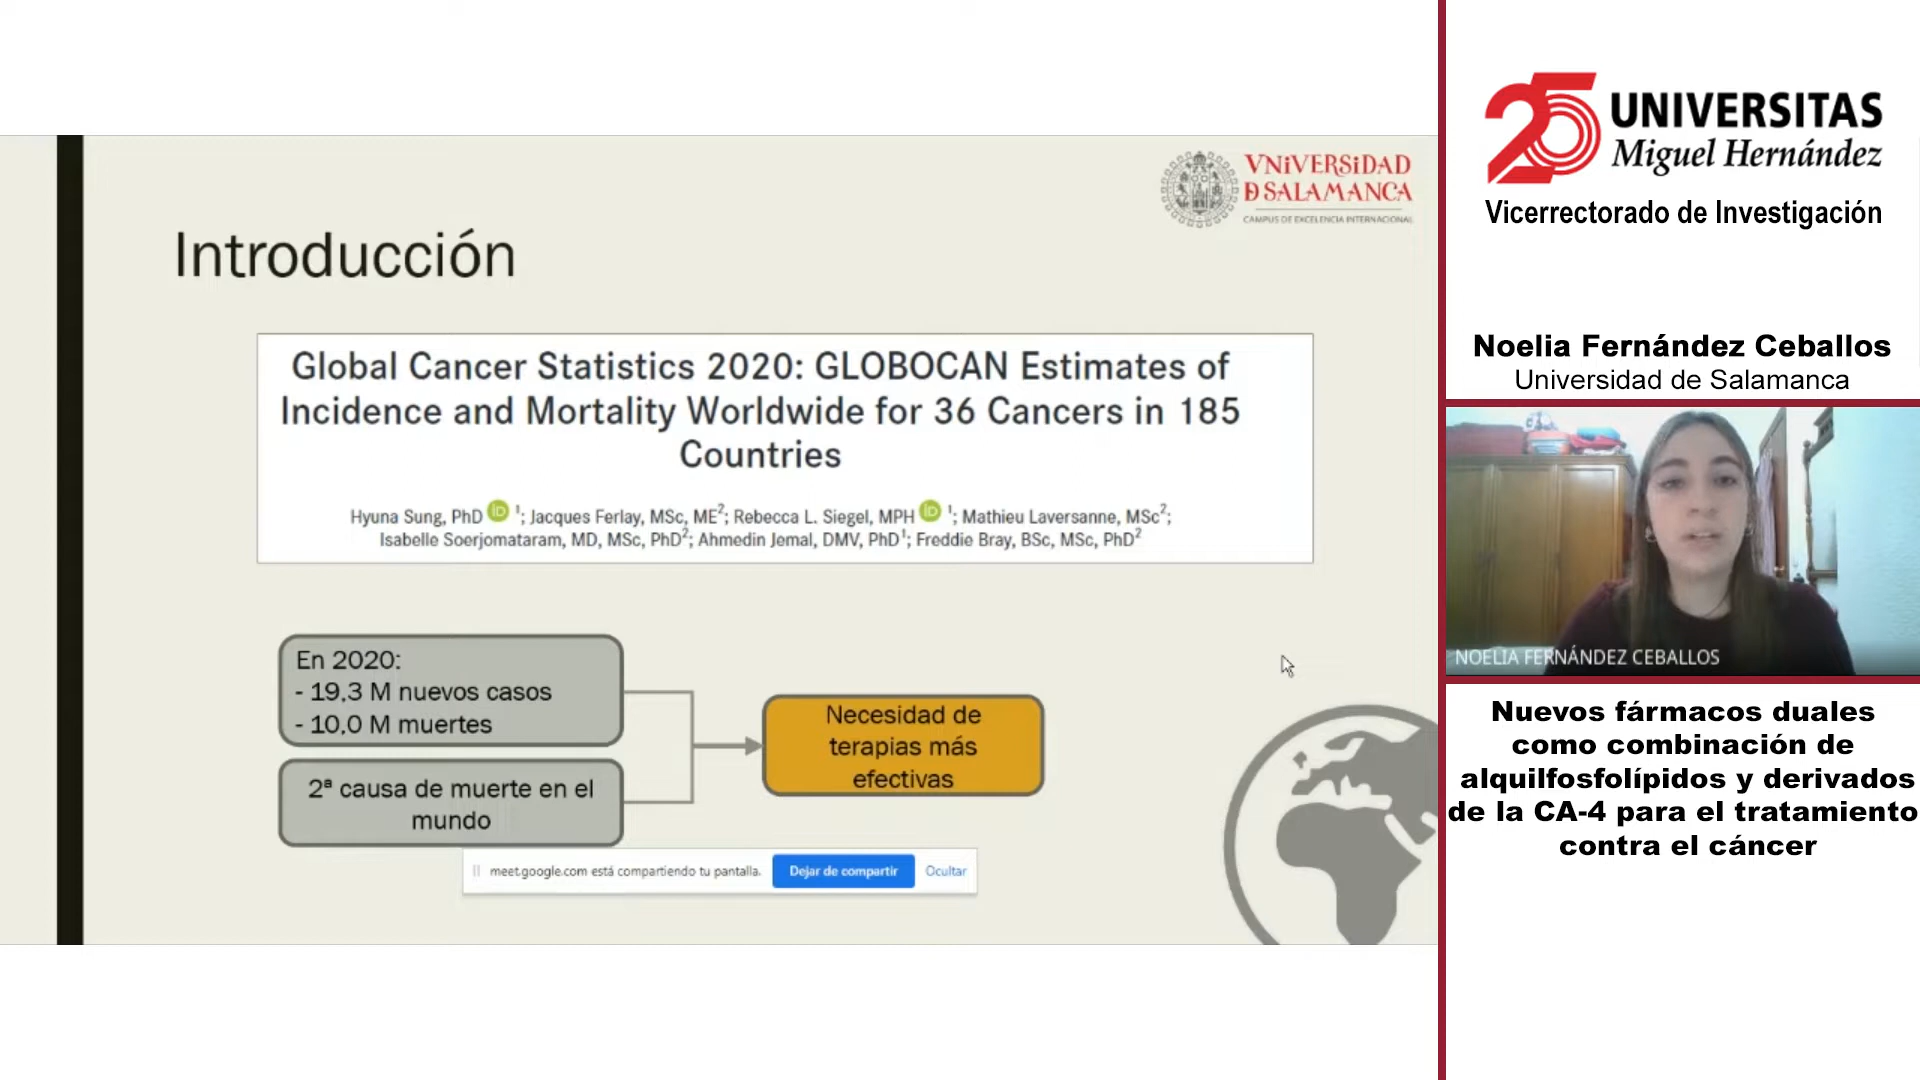 VNiVERSiDAD
D SALAMANCA
CAMPUS DE EXCELENCIA INTERNACIONAL
Introducción
Global Cancer Statistics 2020: GLOBOCAN Estimates of
Incidence and Mortality Worldwide for 36 Cancers in 185
Countries
Hyuna Sung, PhD iD 1; Jacques Ferlay, MSc, ME2; Rebecca L. Siegel, MPH iD 1; Mathieu Laversanne, MSc2;
Isabelle Soerjomataram, MD, MSc, PhD2; Ahmedin Jemal, DMV, PhD1; Freddie Bray, BSc, MSc, PhD2
En 2020:
- 19,3 M nuevos casos
- 10,0 M muertes
2ª causa de muerte en el
mundo
Necesidad de
terapias más
efectivas
meet.google.com está compartiendo tu pantalla.
Dejar de compartir
Ocultar
25
UNIVERSITAS
Miguel Hernández
Vicerrectorado de Investigación
Noelia Fernández Ceballos
Universidad de Salamanca
NOELIA FERNÁNDEZ CEBALLOS
Nuevos fármacos duales
como combinación de
alquilfosfolípidos y derivados
de la CA-4 para el tratamiento
contra el cáncer